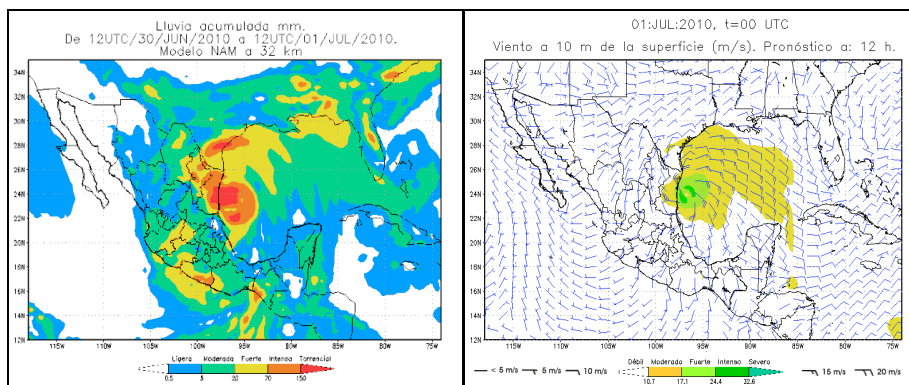 Lluvia acumulada mm.
De 12UTC/30/JUN/2010 a 12UTC/01/JUL/2010.
Modelo NAM a 32 km
35N
32N
30N
28N
26N
24N
22N
20N
18N
16N
14N
12N
115W 110W 105W 100W 95W 90W 85W 80W 75W
Ligera Moderada Fuerte Intensa Torrencial
0.5 5 20 70 150
01:JUL:2010, t=00 UTC
Viento a 10 m de la superficie (m/s). Pronóstico a: 12 h.
35N
32N
30N
28N
26N
24N
22N
20N
18N
16N
14N
12N
115W 110W 105W 100W 95W 90W 85W 80W 75W
< 5 m/s 5 m/s 10 m/s
Débil Moderado Fuerte Intenso Severo
10.7 17.1 24.4 32.6
15 m/s 20 m/s